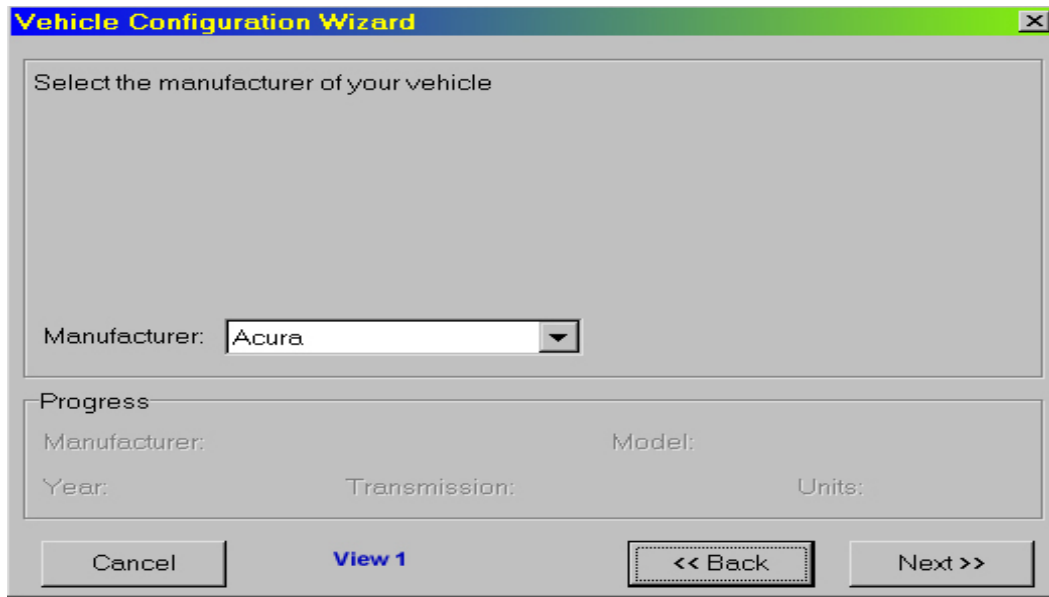 Vehicle Configuration Wizard
Select the manufacturer of your vehicle
Manufacturer: Acura
Progress
Manufacturer: Model:
Year: Transmission: Units:
Cancel View 1 << Back Next >>